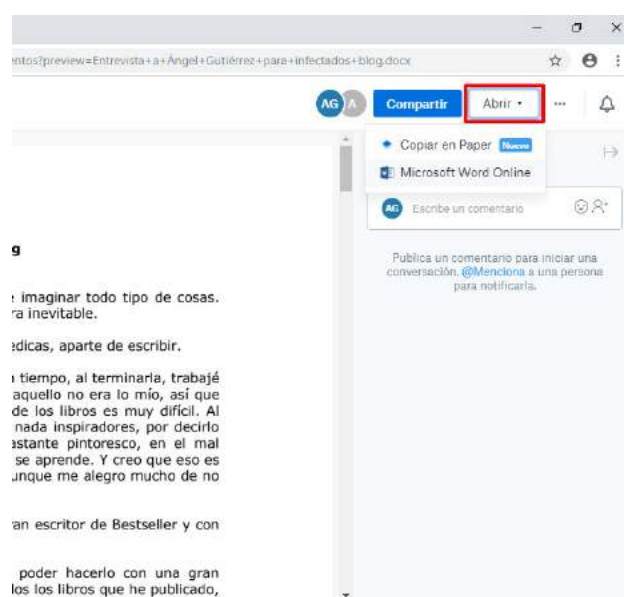 entos?preview=Entrevista+a+Ángel+Gutiérrez+para+infectados+blog.docx
AG A Compartir Abrir
Copiar en Paper Nuevo
Microsoft Word Online
AG Escribe un comentario
Publica un comentario para iniciar una
conversación. @Menciona a una persona
para notificarla.
g
e imaginar todo tipo de cosas.
ra inevitable.
edicas, aparte de escribir.
tiempo, al terminarla, trabajé
aquello no era lo mío, así que
de los libros es muy difícil. Al
nada inspiradores, por decirlo
astante pintoresco, en el mal
se aprende. Y creo que eso es
unque me alegro mucho de no
ran escritor de Bestseller y con
poder hacerlo con una gran
los los libros que he publicado,